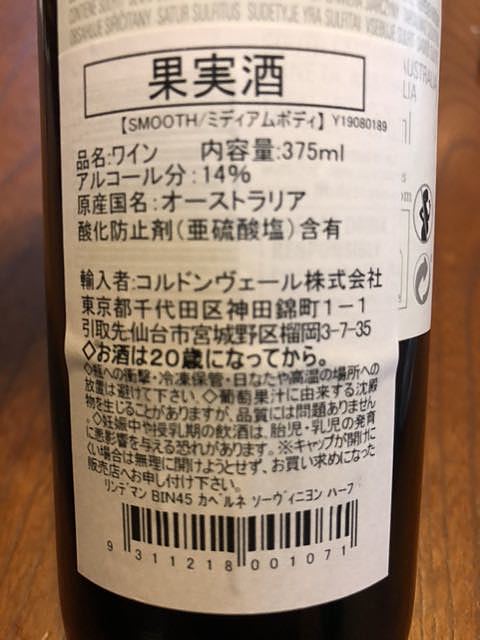 OBSAHUJE SIRICITANY SATUR SULFITUS SUDETYJE YRA SULFITAI
AUSTRALIA
果実酒
【SMOOTH/ミディアムボディ】Y19080189
品名:ワイン 内容量:375ml
アルコール分:14%
原産国名:オーストラリア
酸化防止剤(亜硫酸塩)含有
輸入者:コルドンヴェール株式会社
東京都千代田区神田錦町1-1
引取先仙台市宮城野区榴岡3-7-35
◇お酒は20歳になってから。
◇瓶への衝撃・冷凍保管・日なたや高温の場所への
放置は避けて下さい.◇葡萄果汁に由来する沈殿
物を生じることがありますが、品質には問題ありません
。◇妊娠中や授乳期の飲酒は、胎児・乳児の発育
に悪影響を与える恐れがあります。※キャップが開けに
くい場合は無理に開けようとせず、お買い求めになった
販売店へお申し付け下さい。
リンデマン BIN45 カベルネ ソーヴィニヨン ハーフ
9 311218 001071